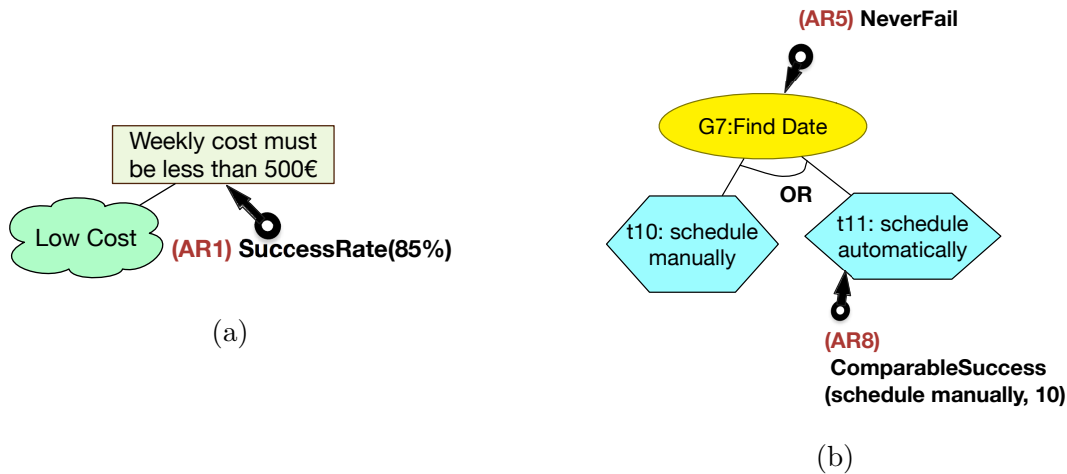 Weekly cost must
be less than 500€
Low Cost
(AR1) SuccessRate(85%)
(a)
(AR5) NeverFail
G7:Find Date
OR
t10: schedule
manually
t11: schedule
automatically
(AR8)
ComparableSuccess
(schedule manually, 10)
(b)